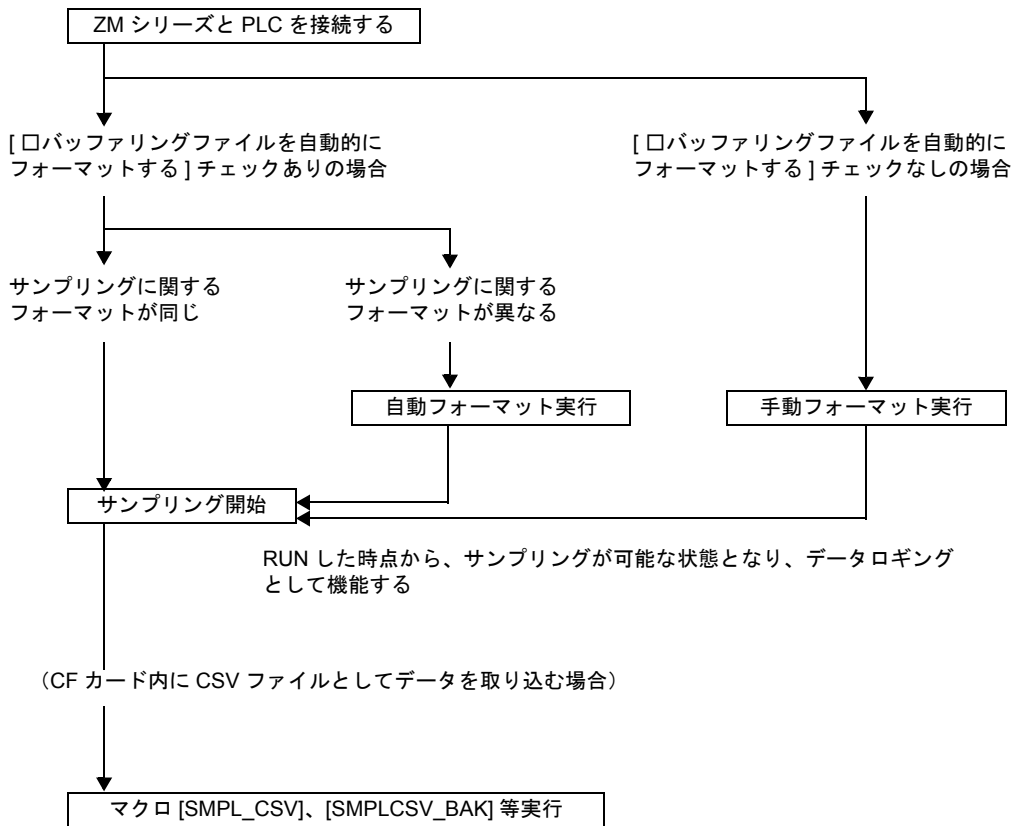 ZM シリーズと PLC を接続する
[ □バッファリングファイルを自動的に
フォーマットする ] チェックありの場合
[ □バッファリングファイルを自動的に
フォーマットする ] チェックなしの場合
サンプリングに関する
フォーマットが同じ
サンプリングに関する
フォーマットが異なる
自動フォーマット実行
手動フォーマット実行
サンプリング開始
RUN した時点から、サンプリングが可能な状態となり、データロギング
として機能する
（CF カード内に CSV ファイルとしてデータを取り込む場合）
マクロ [SMPL_CSV]、[SMPLCSV_BAK] 等実行